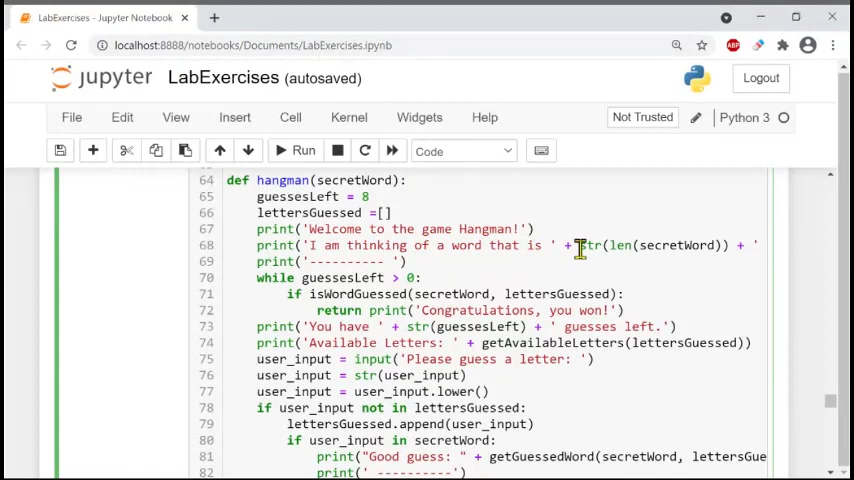 LabExercises - Jupyter Notebook
localhost:8888/notebooks/Documents/LabExercises.ipynb
ABP
jupyter LabExercises (autosaved)
Logout
File Edit View Insert Cell Kernel Widgets Help Not Trusted Python 3
Run Code
64 def hangman(secretWord):
65 guessesLeft = 8
66 lettersGuessed =[]
67 print('Welcome to the game Hangman!')
68 print('I am thinking of a word that is ' + str(len(secretWord)) + '
69 print('---------- ')
70 while guessesLeft > 0:
71 if isWordGuessed(secretWord, lettersGuessed):
72 return print('Congratulations, you won!')
73 print('You have ' + str(guessesLeft) + ' guesses left.')
74 print('Available Letters: ' + getAvailableLetters(lettersGuessed))
75 user_input = input('Please guess a letter: ')
76 user_input = str(user_input)
77 user_input = user_input.lower()
78 if user_input not in lettersGuessed:
79 lettersGuessed.append(user_input)
80 if user_input in secretWord:
81 print("Good guess: " + getGuessedWord(secretWord, lettersGue
82 print(' ----------')